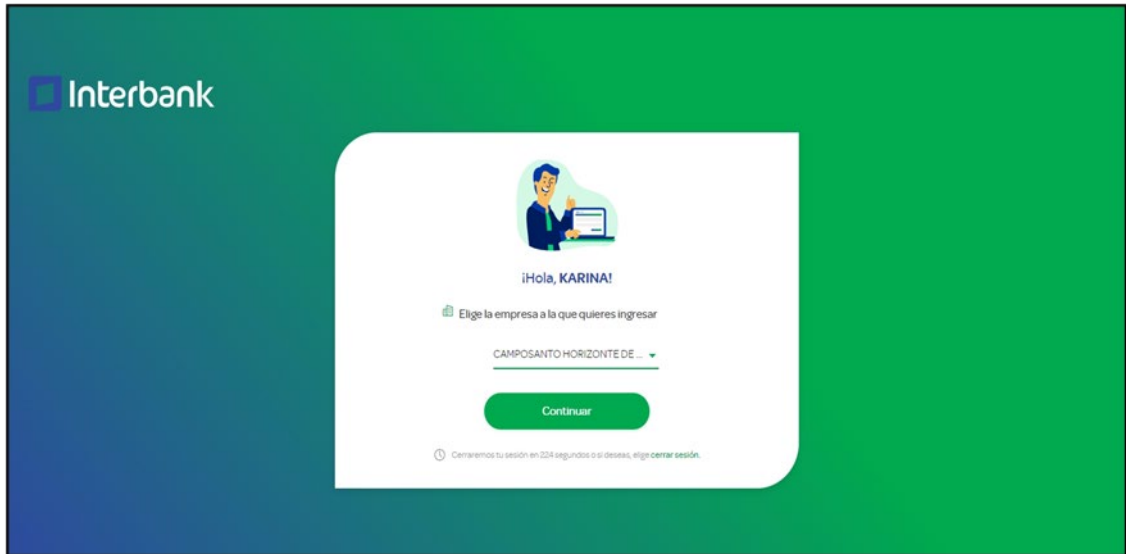 Interbank
¡Hola, KARINA!
Elige la empresa a la que quieres ingresar
CAMPOSANTO HORIZONTE DE ...
Continuar
Cerraremos tu sesión en 224 segundos o si deseas, elige cerrar sesión.